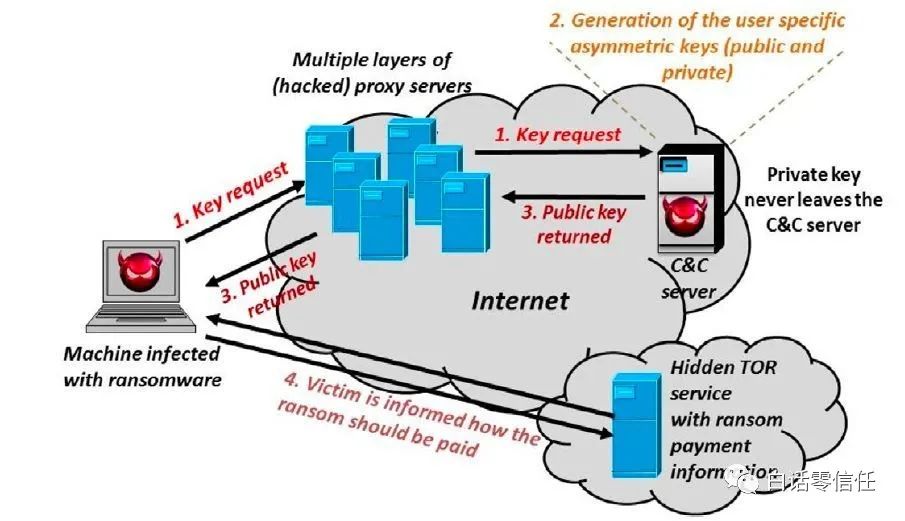 2. Generation of the user specific
asymmetric keys (public and
private)
Multiple layers of
(hacked) proxy servers
1. Key request
1. Key request
Private key
never leaves the
C&C server
3. Public key
returned
C&C
server
3. Public key
returned
Internet
Machine infected
with ransomware
4. Victim is informed how the
ransom should be paid
Hidden TOR
service
with ransom
payment
information
白话零信任